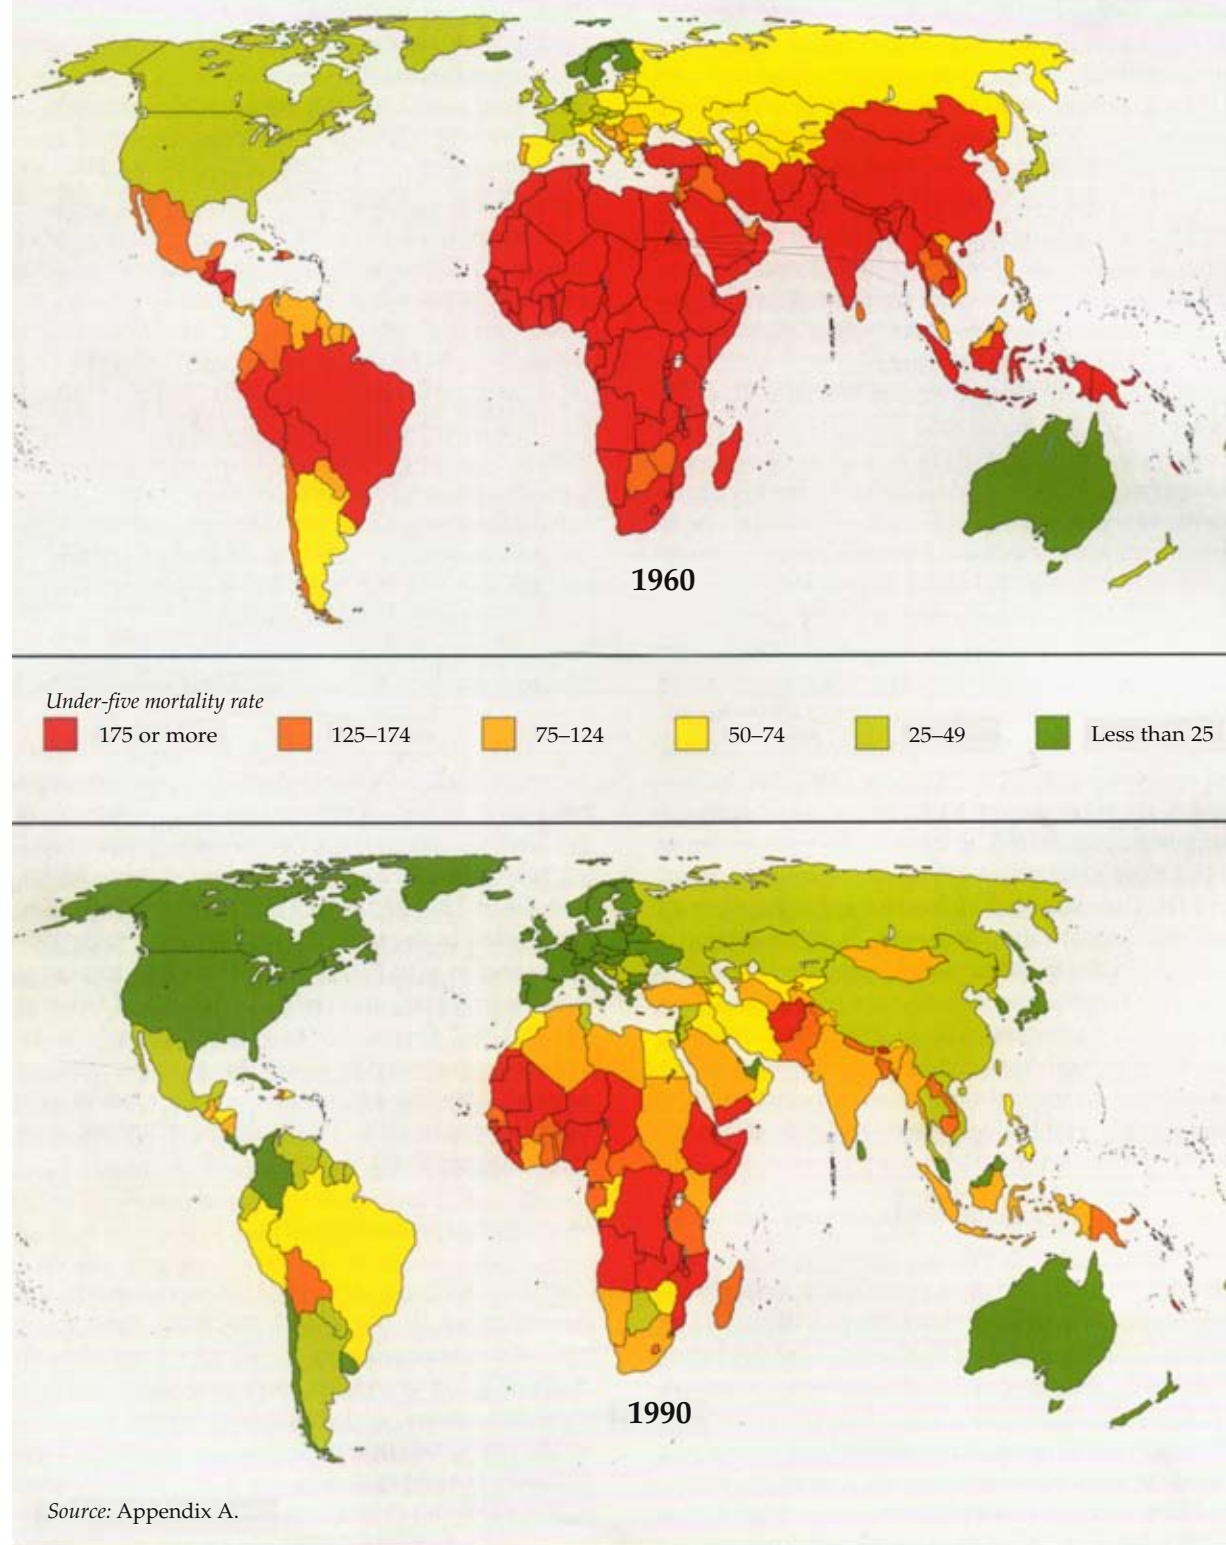 1960
Under-five mortality rate
175 or more 125–174 75–124 50–74 25–49 Less than 25
1990
Source: Appendix A.